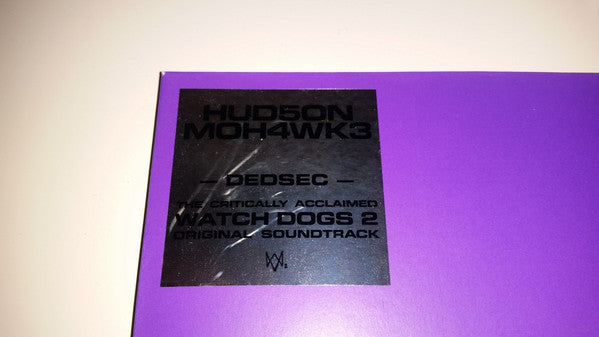 HUD5ON
MOH4WK3
— DEDSEC —
THE CRITICALLY ACCLAIMED
WATCH DOGS 2
ORIGINAL SOUNDTRACK